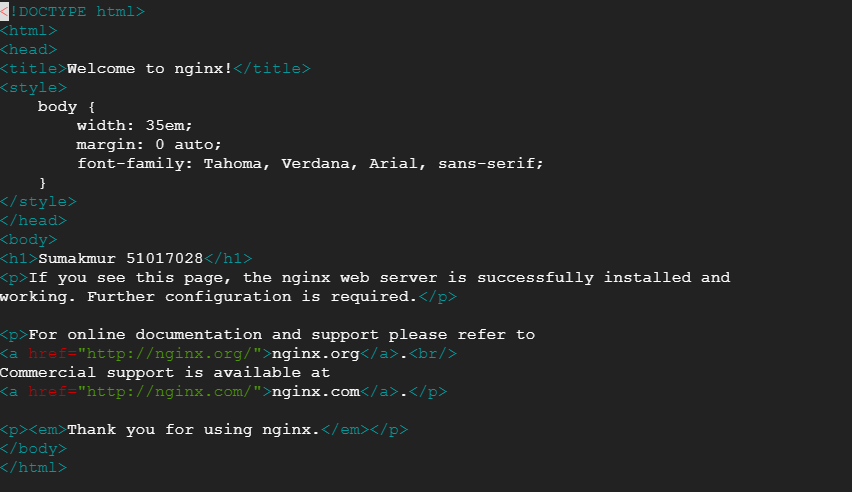 <!DOCTYPE html>
<html>
<head>
<title>Welcome to nginx!</title>
<style>
    body {
        width: 35em;
        margin: 0 auto;
        font-family: Tahoma, Verdana, Arial, sans-serif;
    }
</style>
</head>
<body>
<h1>Sumakmur 51017028</h1>
<p>If you see this page, the nginx web server is successfully installed and
working. Further configuration is required.</p>

<p>For online documentation and support please refer to
<a href="http://nginx.org/">nginx.org</a>.<br/>
Commercial support is available at
<a href="http://nginx.com/">nginx.com</a>.</p>

<p><em>Thank you for using nginx.</em></p>
</body>
</html>